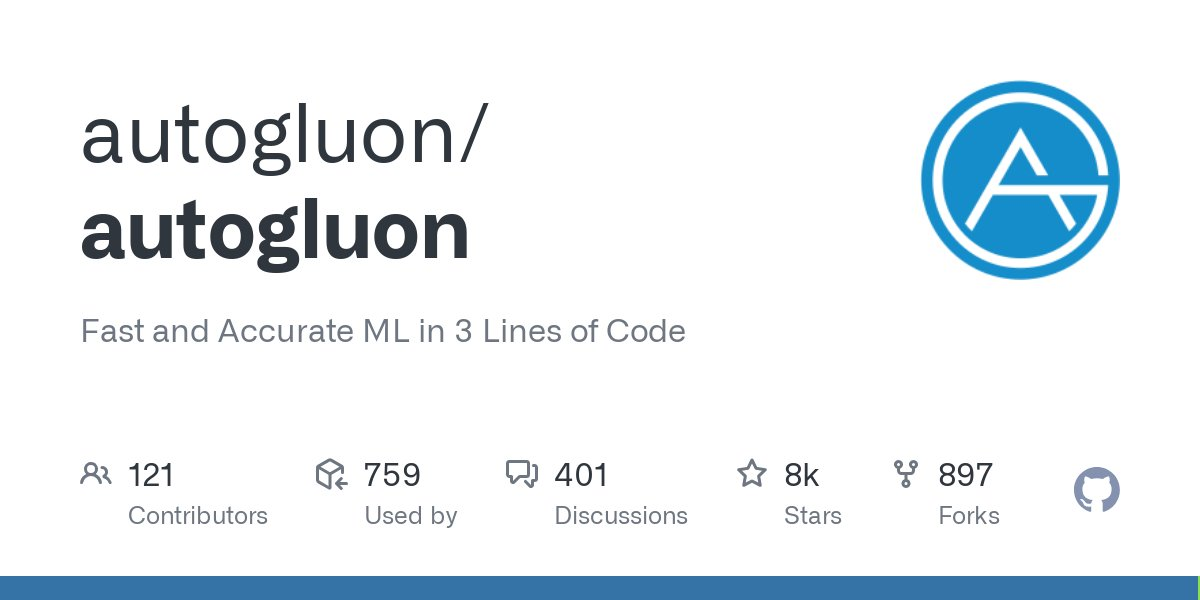 autogluon/
autogluon
Fast and Accurate ML in 3 Lines of Code
121
Contributors
759
Used by
401
Discussions
8k
Stars
897
Forks